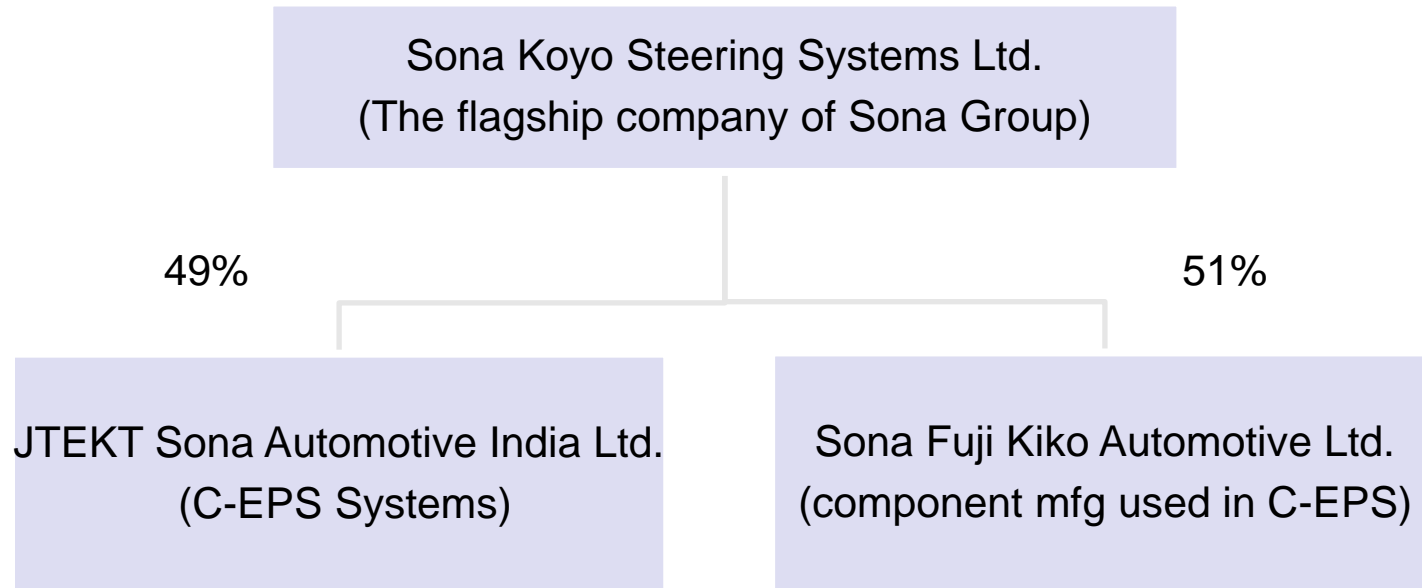 Sona Koyo Steering Systems Ltd.
(The flagship company of Sona Group)
49%
51%
JTEKT Sona Automotive India Ltd.
(C-EPS Systems)
Sona Fuji Kiko Automotive Ltd.
(component mfg used in C-EPS)